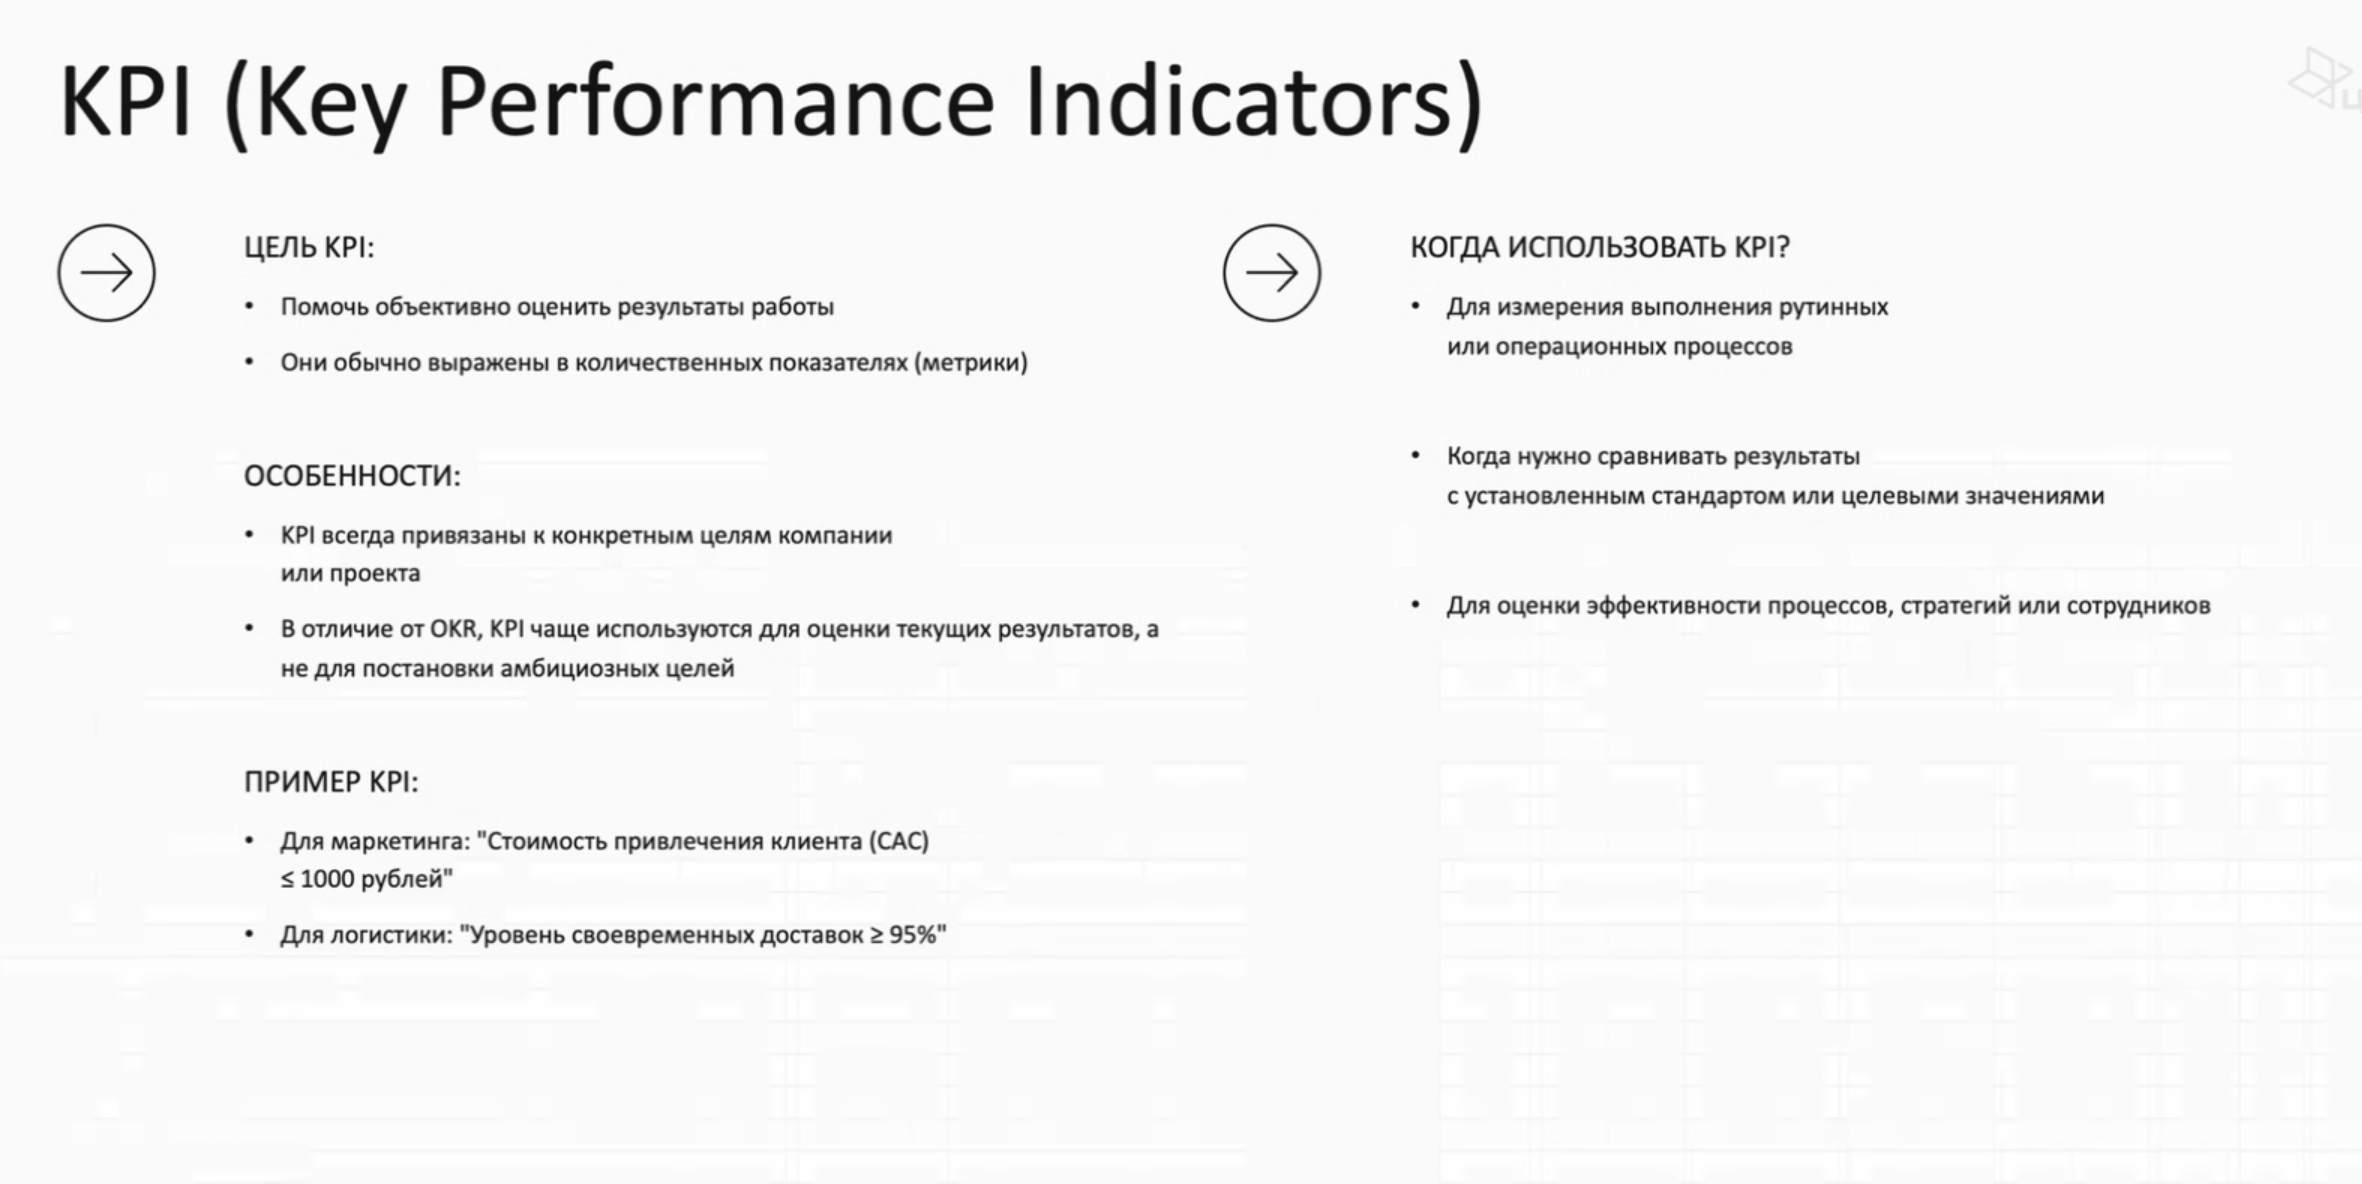 KPI (Key Performance Indicators)
ЦЕЛЬ KPI:
• Помочь объективно оценить результаты работы
• Они обычно выражены в количественных показателях (метрики)
ОСОБЕННОСТИ:
• KPI всегда привязаны к конкретным целям компании
или проекта
• В отличие от OKR, KPI чаще используются для оценки текущих результатов, а
не для постановки амбициозных целей
ПРИМЕР KPI:
• Для маркетинга: "Стоимость привлечения клиента (CAC)
≤ 1000 рублей"
• Для логистики: "Уровень своевременных доставок ≥ 95%"
КОГДА ИСПОЛЬЗОВАТЬ KPI?
• Для измерения выполнения рутинных
или операционных процессов
• Когда нужно сравнивать результаты
с установленным стандартом или целевыми значениями
• Для оценки эффективности процессов, стратегий или сотрудников